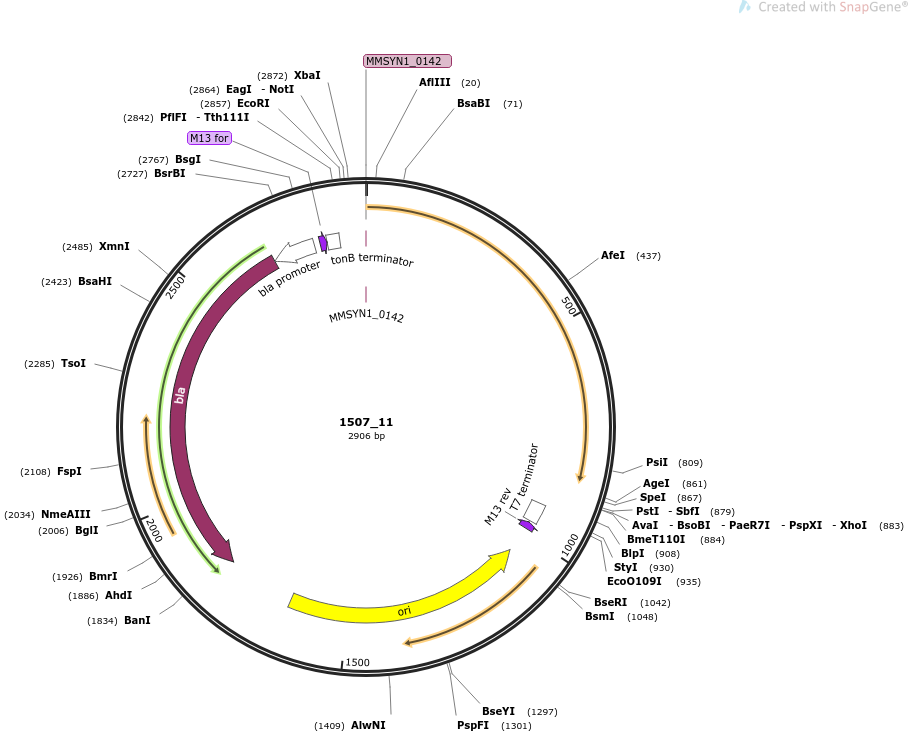 Created with SnapGene®
MMSYN1_0142
(2872) XbaI
AflIII (20)
(2864) EagI - NotI
(2857) EcoRI
BsaBI (71)
(2842) PflFI - Tth111I
M13 for
(2767) BsgI
(2727) BsrBI
(2485) XmnI
AfeI (437)
tonB terminator
bla promoter
(2423) BsaHI
2500
500
MMSYN1_0142
(2285) TsoI
bla
1507_11
2906 bp
PsiI (809)
(2108) FspI
AgeI (861)
SpeI (867)
T7 terminator
M13 rev
PstI - SbfI (879)
(2034) NmeAIII
AvaI - BsoBI - PaeR7I - PspXI - XhoI (883)
(2006) BglI
2000
BmeT110I (884)
1000
BlpI (908)
StyI (930)
(1926) BmrI
EcoO109I (935)
(1886) AhdI
BseRI (1042)
ori
BsmI (1048)
(1834) BanI
1500
BseYI (1297)
(1409) AlwNI
PspFI (1301)